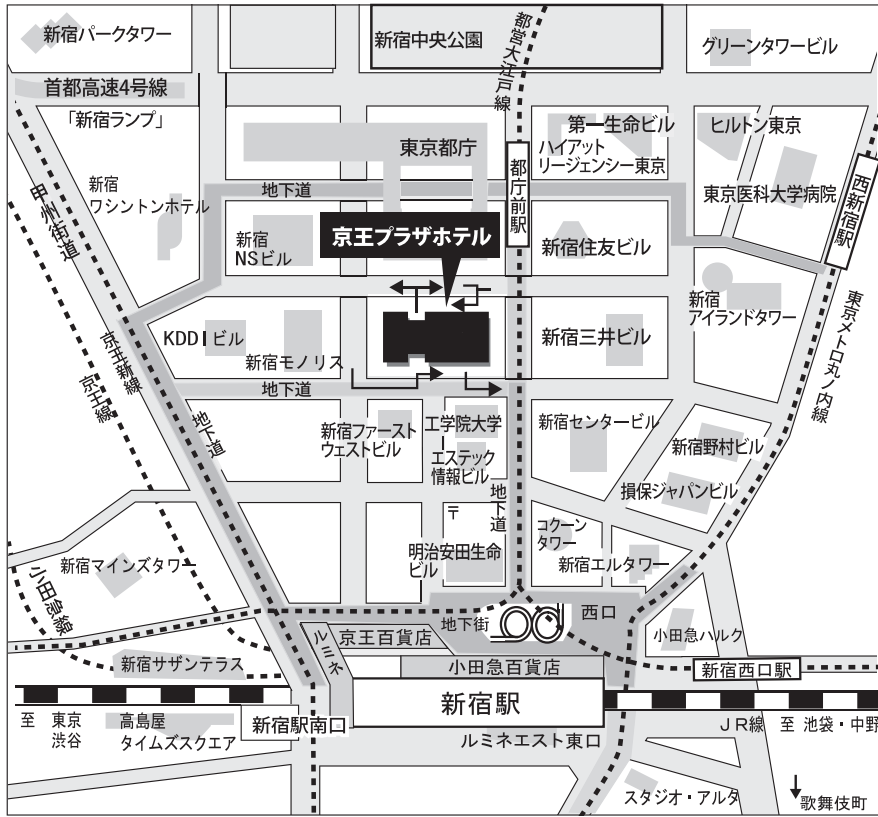 新宿パークタワー
新宿中央公園
都営大江戸線
グリーンタワービル
首都高速4号線
「新宿ランプ」
東京都庁
第一生命ビル
ハイアット
リージェンシー東京
ヒルトン東京
都庁前駅
西新宿駅
新宿
ワシントンホテル
地下道
東京医科大学病院
甲州街道
新宿
NSビル
京王プラザホテル
新宿住友ビル
新宿
アイランドタワー
東京メトロ丸ノ内線
KDDIビル
新宿モノリス
新宿三井ビル
京王新線
京王線
地下道
地下道
新宿ファースト
ウェストビル
工学院大学
エステック
情報ビル
地下道
新宿センタービル
新宿野村ビル
損保ジャパンビル
〒
コクーン
タワー
明治安田生命
ビル
新宿エルタワー
新宿マインズタワー
小田急線
地下街
西口
小田急ハルク
ルミネ
京王百貨店
小田急百貨店
新宿西口駅
新宿サザンテラス
新宿駅
至 東京
渋谷
高島屋
タイムズスクエア
新宿駅南口
ルミネエスト東口
JR線 至 池袋・中野
スタジオ・アルタ
歌舞伎町